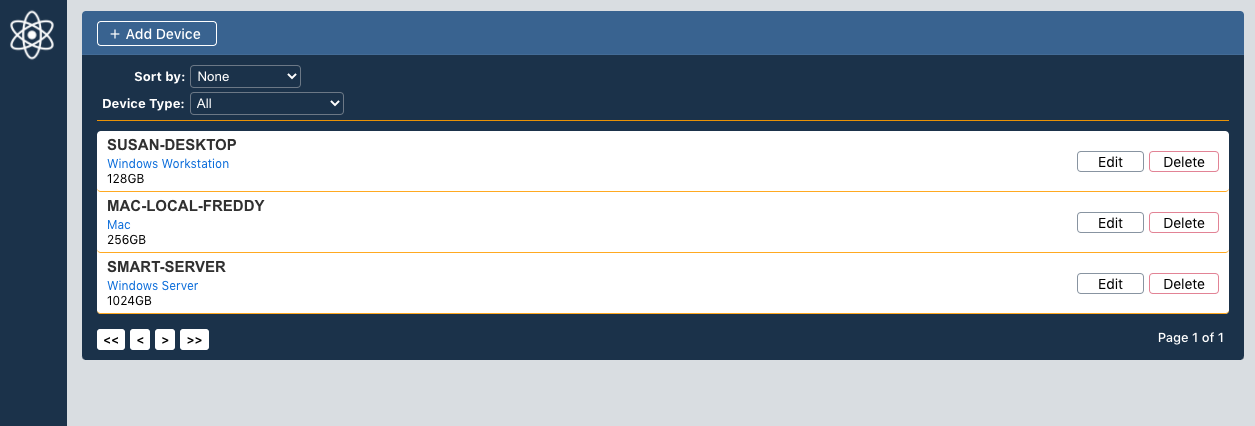 + Add Device
Sort by: None
Device Type: All
SUSAN-DESKTOP
Windows Workstation
128GB
Edit Delete
MAC-LOCAL-FREDDY
Mac
256GB
Edit Delete
SMART-SERVER
Windows Server
1024GB
Edit Delete
<< < > >> Page 1 of 1